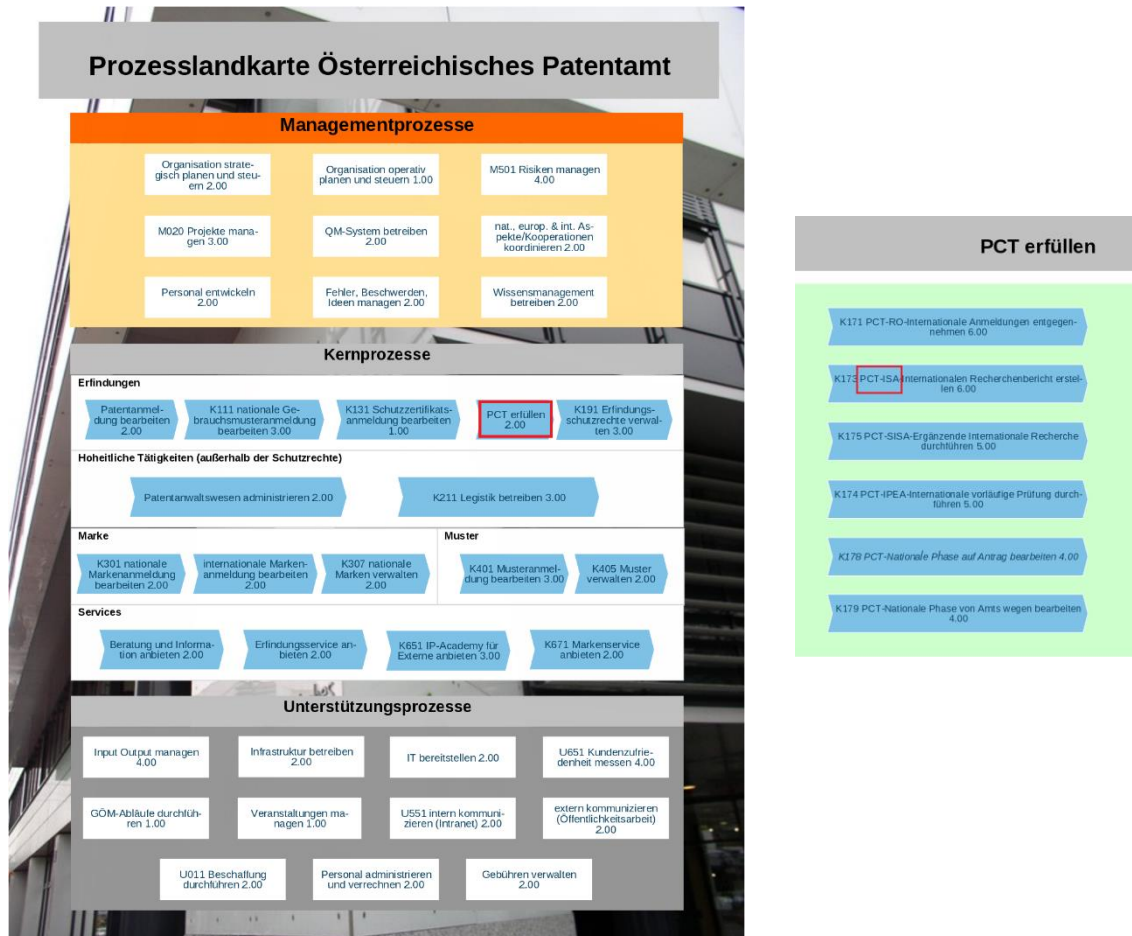 Prozesslandkarte Österreichisches Patentamt
Managementprozesse
Organisation strate-
gisch planen und steu-
ern 2.00
Organisation operativ
planen und steuern 1.00
M501 Risiken managen
4.00
M020 Projekte mana-
gen 3.00
QM-System betreiben
2.00
nat., europ. & int. As-
pekte/Kooperationen
koordinieren 2.00
Personal entwickeln
2.00
Fehler, Beschwerden,
Ideen managen 2.00
Wissensmanagement
betreiben 2.00
Kernprozesse
Erfindungen
Patentanmel-
dung bearbeiten
2.00
K111 nationale Ge-
brauchsmusteranmeldung
bearbeiten 3.00
K131 Schutzzertifikats-
anmeldung bearbeiten
1.00
PCT erfüllen
2.00
K191 Erfindungs-
schutzrechte verwal-
ten 3.00
Hoheitliche Tätigkeiten (außerhalb der Schutzrechte)
Patentanwaltswesen administrieren 2.00
K211 Legistik betreiben 3.00
Marke
K301 nationale
Markenanmeldung
bearbeiten 2.00
internationale Marken-
anmeldung bearbeiten
2.00
K307 nationale
Marken verwalten
2.00
Muster
K401 Musteranmel-
dung bearbeiten 3.00
K405 Muster
verwalten 2.00
Services
Beratung und Informa-
tion anbieten 2.00
Erfindungsservice an-
bieten 2.00
K651 IP-Academy für
Externe anbieten 3.00
K671 Markenservice
anbieten 2.00
Unterstützungsprozesse
Input Output managen
4.00
Infrastruktur betreiben
2.00
IT bereitstellen 2.00
U651 Kundenzufrie-
denheit messen 4.00
GÖM-Abläufe durchfüh-
ren 1.00
Veranstaltungen ma-
nagen 1.00
U551 intern kommuni-
zieren (Intranet) 2.00
extern kommunizieren
(Öffentlichkeitsarbeit)
2.00
U011 Beschaffung
durchführen 2.00
Personal administrieren
und verrechnen 2.00
Gebühren verwalten
2.00
PCT erfüllen
K171 PCT-RO-Internationale Anmeldungen entgegen-
nehmen 6.00
K173 PCT-ISA-Internationalen Recherchenbericht erstel-
len 6.00
K175 PCT-SISA-Ergänzende Internationale Recherche
durchführen 5.00
K174 PCT-IPEA-Internationale vorläufige Prüfung durch-
führen 5.00
K178 PCT-Nationale Phase auf Antrag bearbeiten 4.00
K179 PCT-Nationale Phase von Amts wegen bearbeiten
4.00